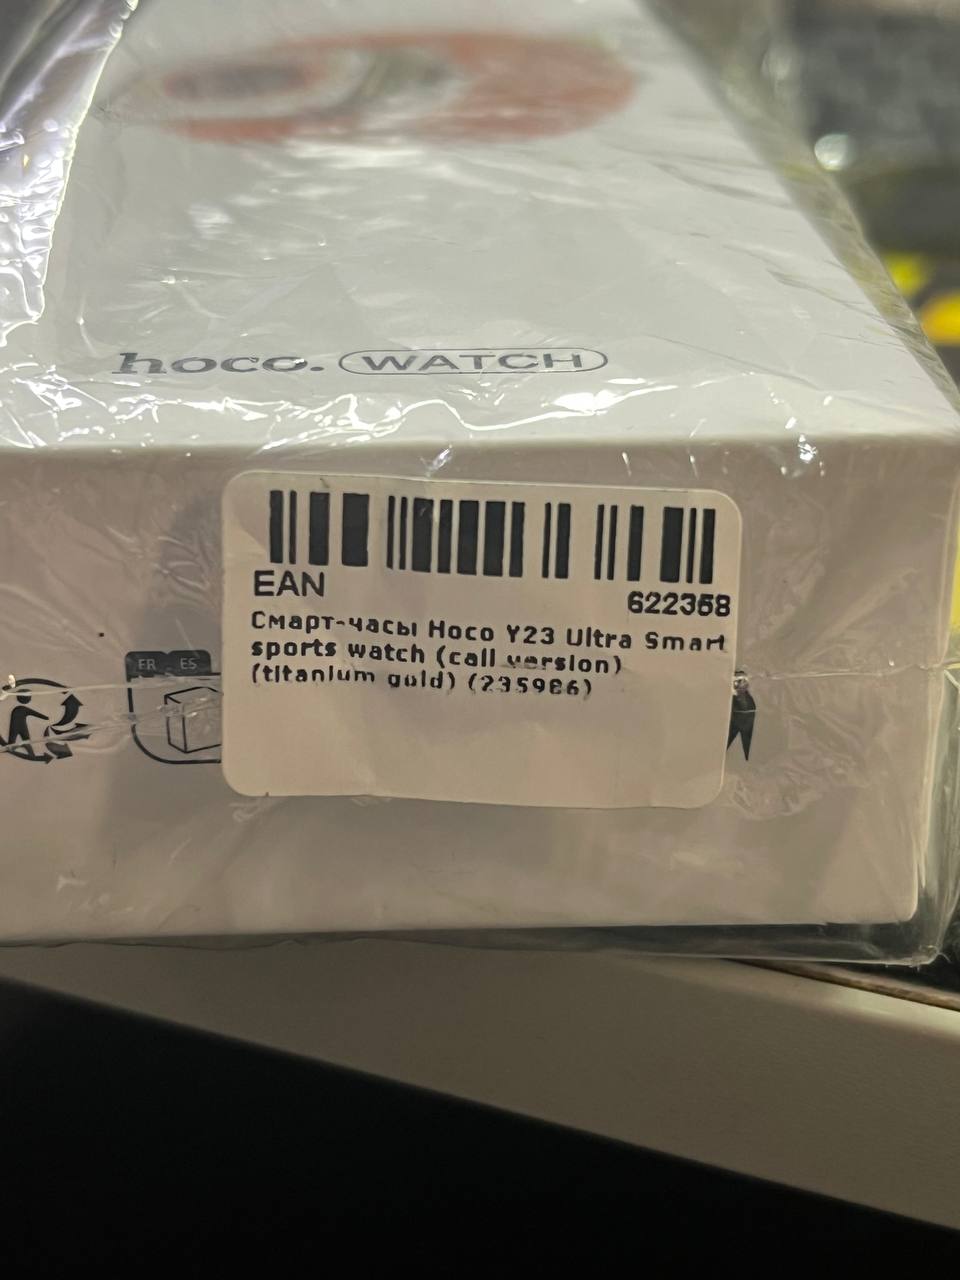 hoco. WATCH
EAN
622358
Смарт-часы Hoco Y23 Ultra Smart
sports watch (call version)
(titanium gold) (235986)
FR ES